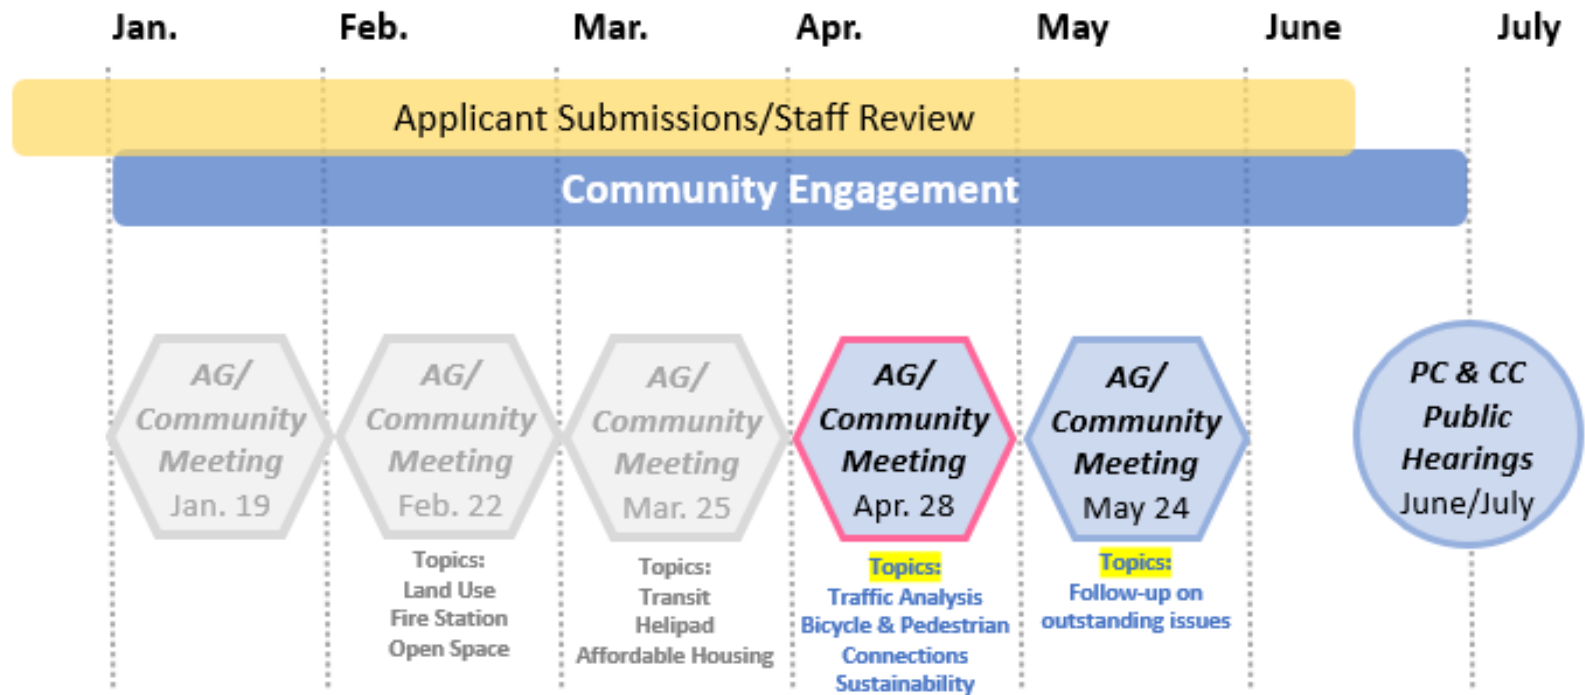 Jan. Feb. Mar. Apr. May June July
Applicant Submissions/Staff Review
Community Engagement
AG/
Community
Meeting
Jan. 19
AG/
Community
Meeting
Feb. 22
Topics:
Land Use
Fire Station
Open Space
AG/
Community
Meeting
Mar. 25
Topics:
Transit
Helipad
Affordable Housing
AG/
Community
Meeting
Apr. 28
Topics:
Traffic Analysis
Bicycle & Pedestrian
Connections
Sustainability
AG/
Community
Meeting
May 24
Topics:
Follow-up on
outstanding issues
PC & CC
Public
Hearings
June/July